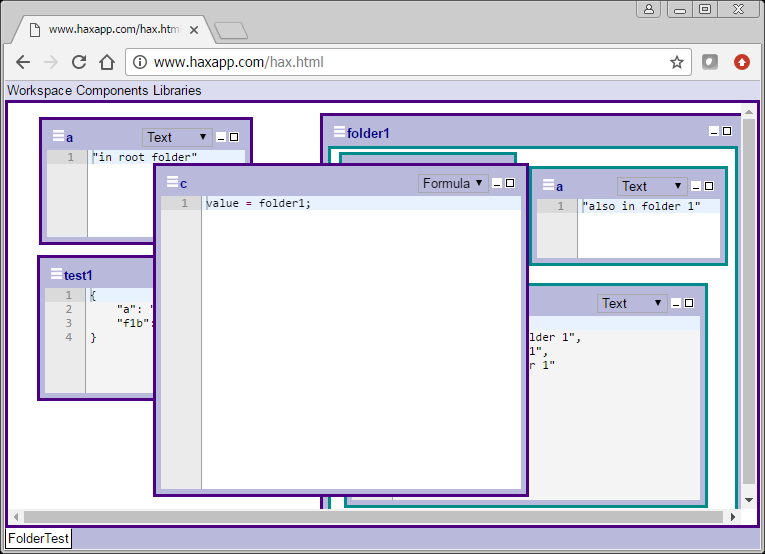 www.haxapp.com/hax.html
www.haxapp.com/hax.html
Workspace Components Libraries
a Text
1 "in root folder"
folder1
c Formula
1 value = folder1;
a Text
1 "also in folder 1"
test1
1 {
2 "a": "
3 "f1b":
4 }
Text
lder 1",
1",
r 1"
FolderTest